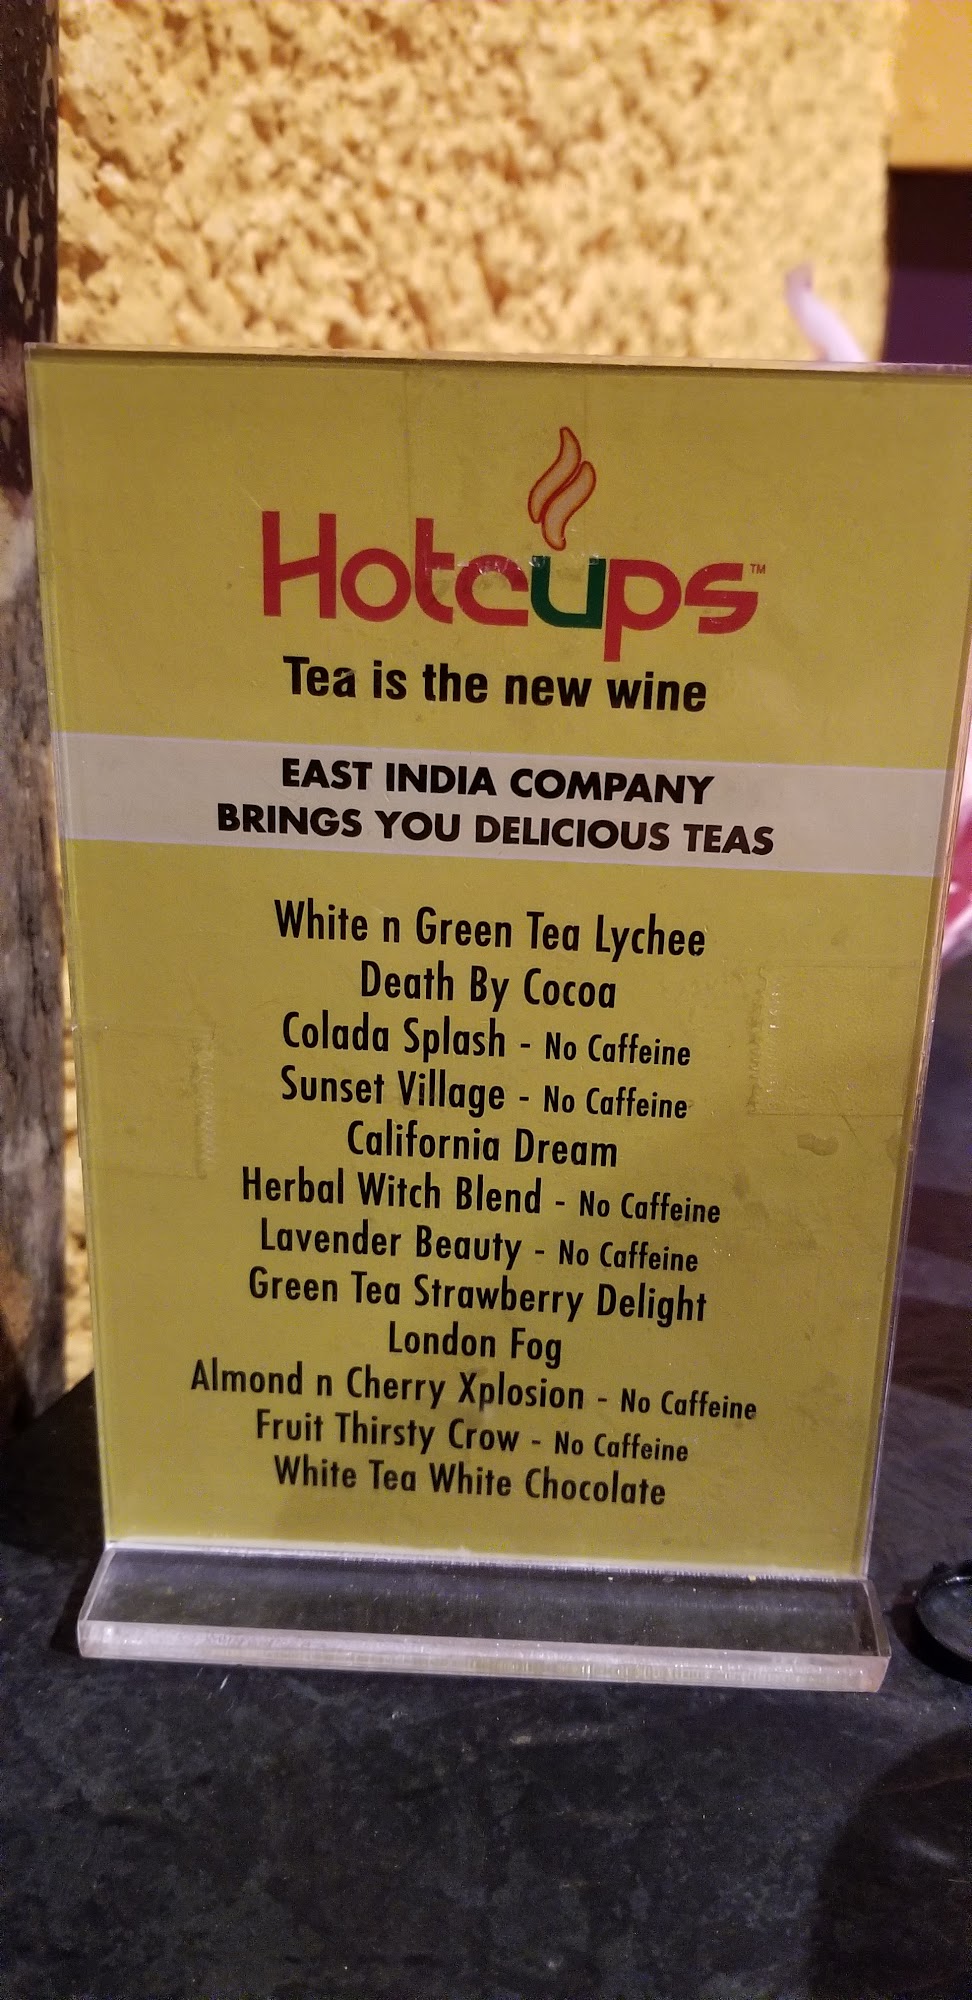 Hotcups™
Tea is the new wine
EAST INDIA COMPANY
BRINGS YOU DELICIOUS TEAS
White n Green Tea Lychee
Death By Cocoa
Colada Splash - No Caffeine
Sunset Village - No Caffeine
California Dream
Herbal Witch Blend - No Caffeine
Lavender Beauty - No Caffeine
Green Tea Strawberry Delight
London Fog
Almond n Cherry Xplosion - No Caffeine
Fruit Thirsty Crow - No Caffeine
White Tea White Chocolate